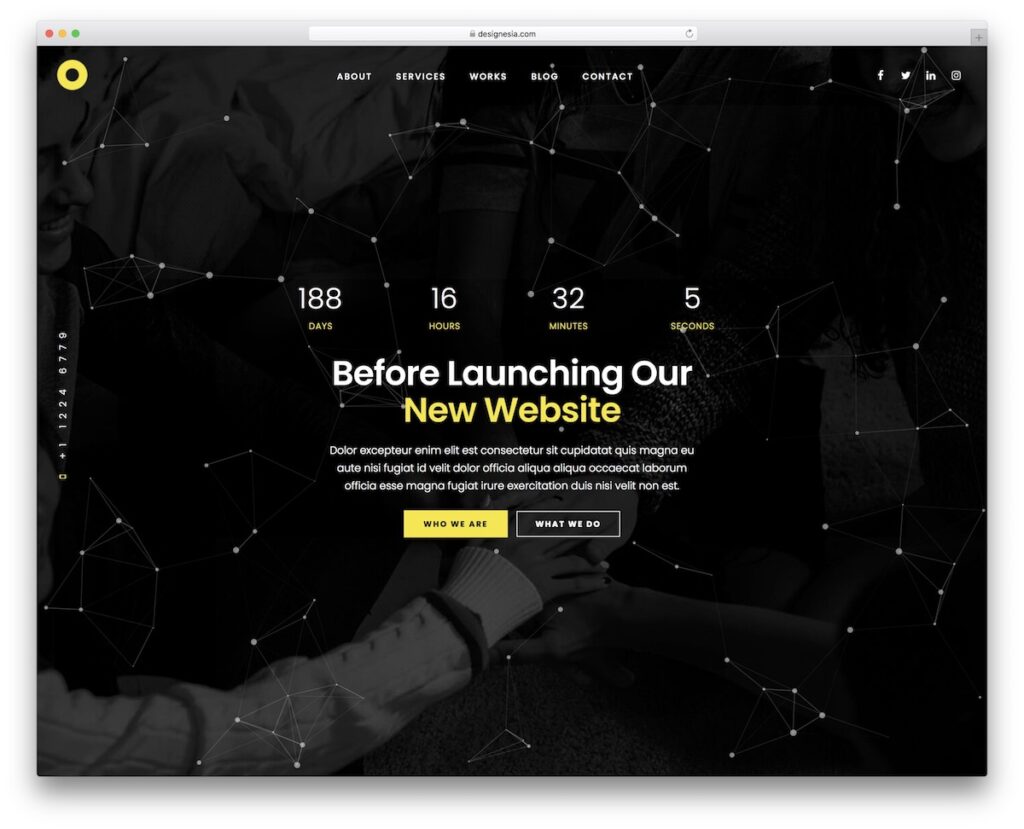 designesia.com
ABOUT SERVICES WORKS BLOG CONTACT
188 16 32 5
DAYS HOURS MINUTES SECONDS
Before Launching Our
New Website
Dolor excepteur enim elit est consectetur sit cupidatat quis magna eu
aute nisi fugiat id velit dolor officia aliqua aliqua occaecat laborum
officia esse magna fugiat irure exercitation duis nisi velit non est.
WHO WE ARE WHAT WE DO
+1 1224 6779